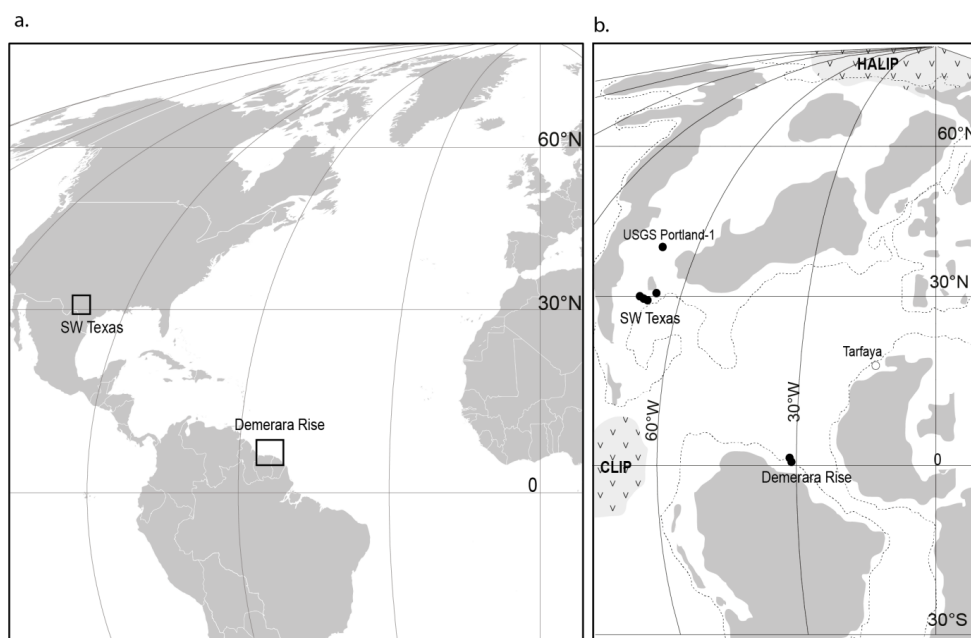 a.
60°N
30°N
SW Texas
Demerara Rise
0
b.
HALIP
60°N
USGS Portland-1
30°N
SW Texas
Tarfaya
60°W
30°W
CLIP
0
Demerara Rise
30°S